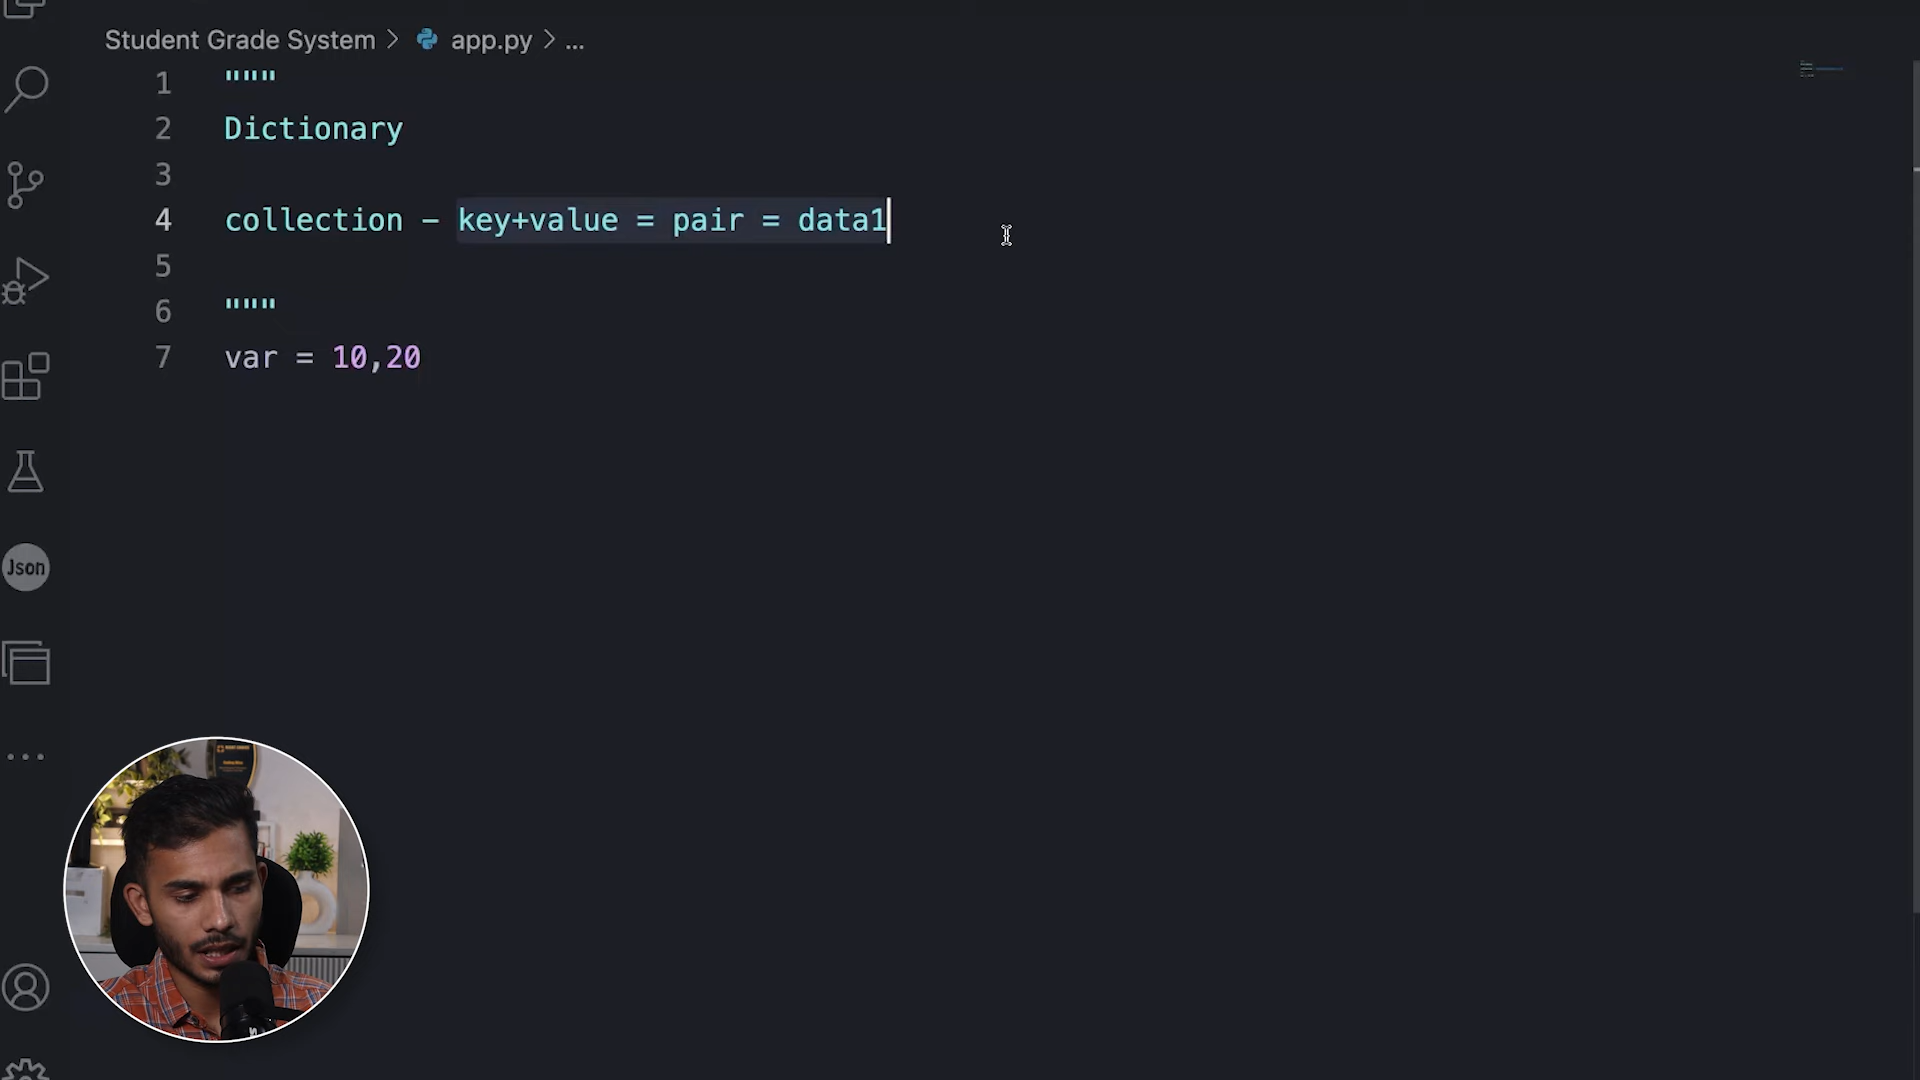 Student Grade System > app.py > ...
1 """
2 Dictionary
3
4 collection - key+value = pair = data1
5
6 """
7 var = 10,20
Json